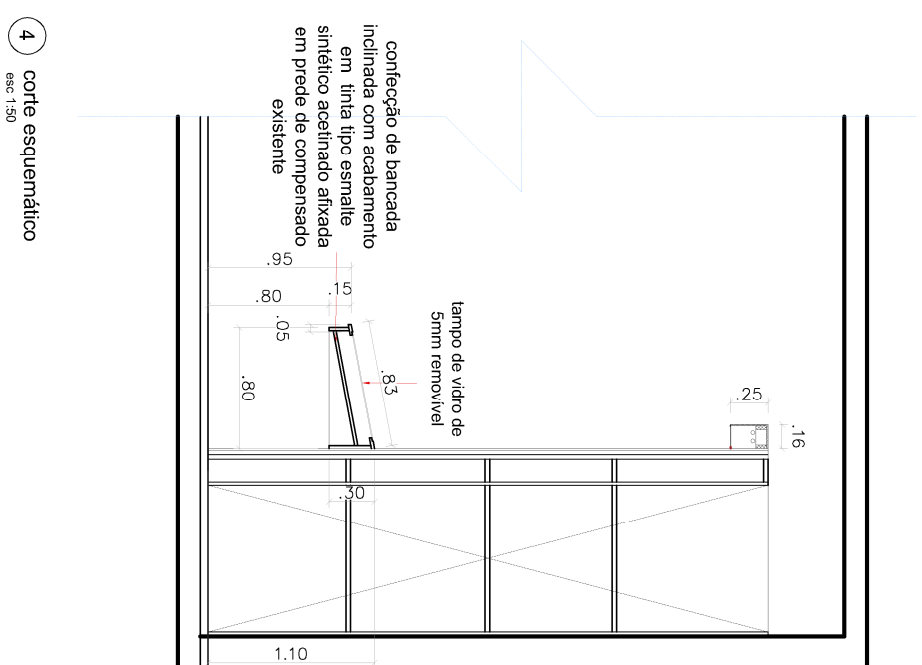 4
corte esquemático
esc 1:50
confecção de bancada
inclinada com acabamento
em tinta tipc esmalte
sintético acetinado afixada
em prede de compensado
existente
tampo de vidro de
5mm removivel
.95
.80
.15
.05
.80
.83
.25
.16
.30
1.10